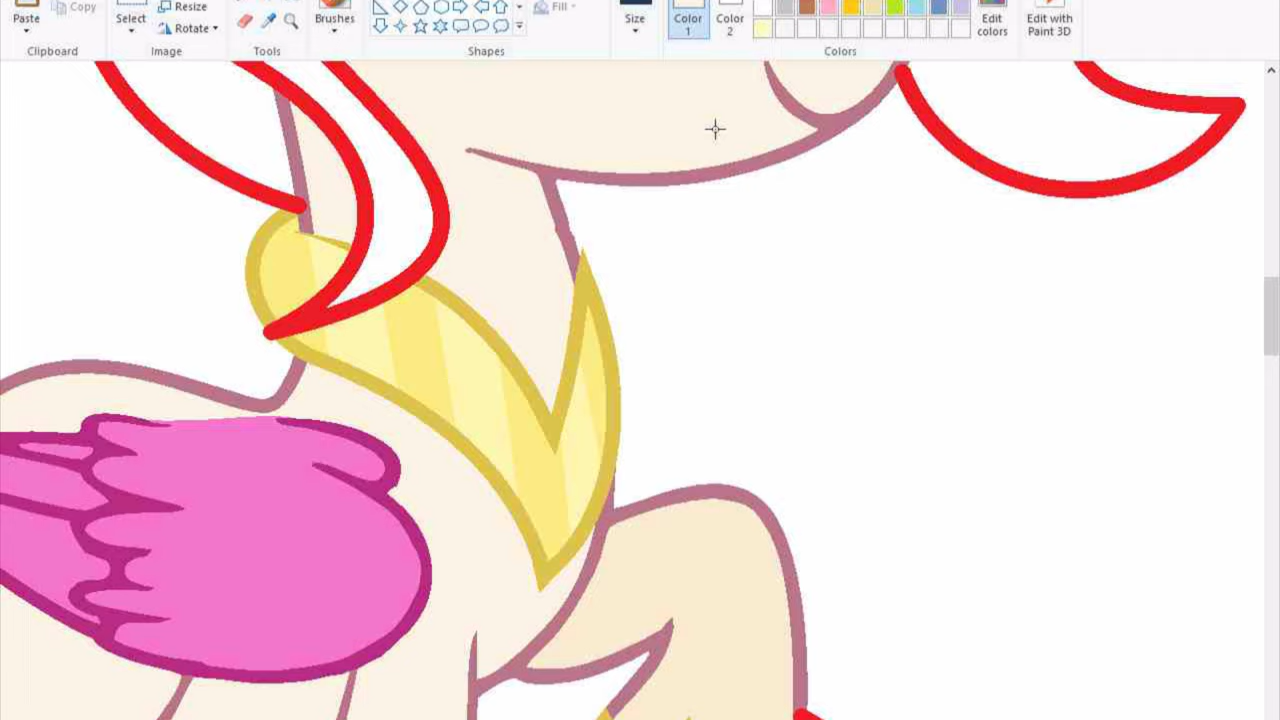 Paste
Copy
Select
Resize
Rotate
Brushes
Fill
Size
Color
1
Color
2
Edit
colors
Edit with
Paint 3D
Clipboard
Image
Tools
Shapes
Colors